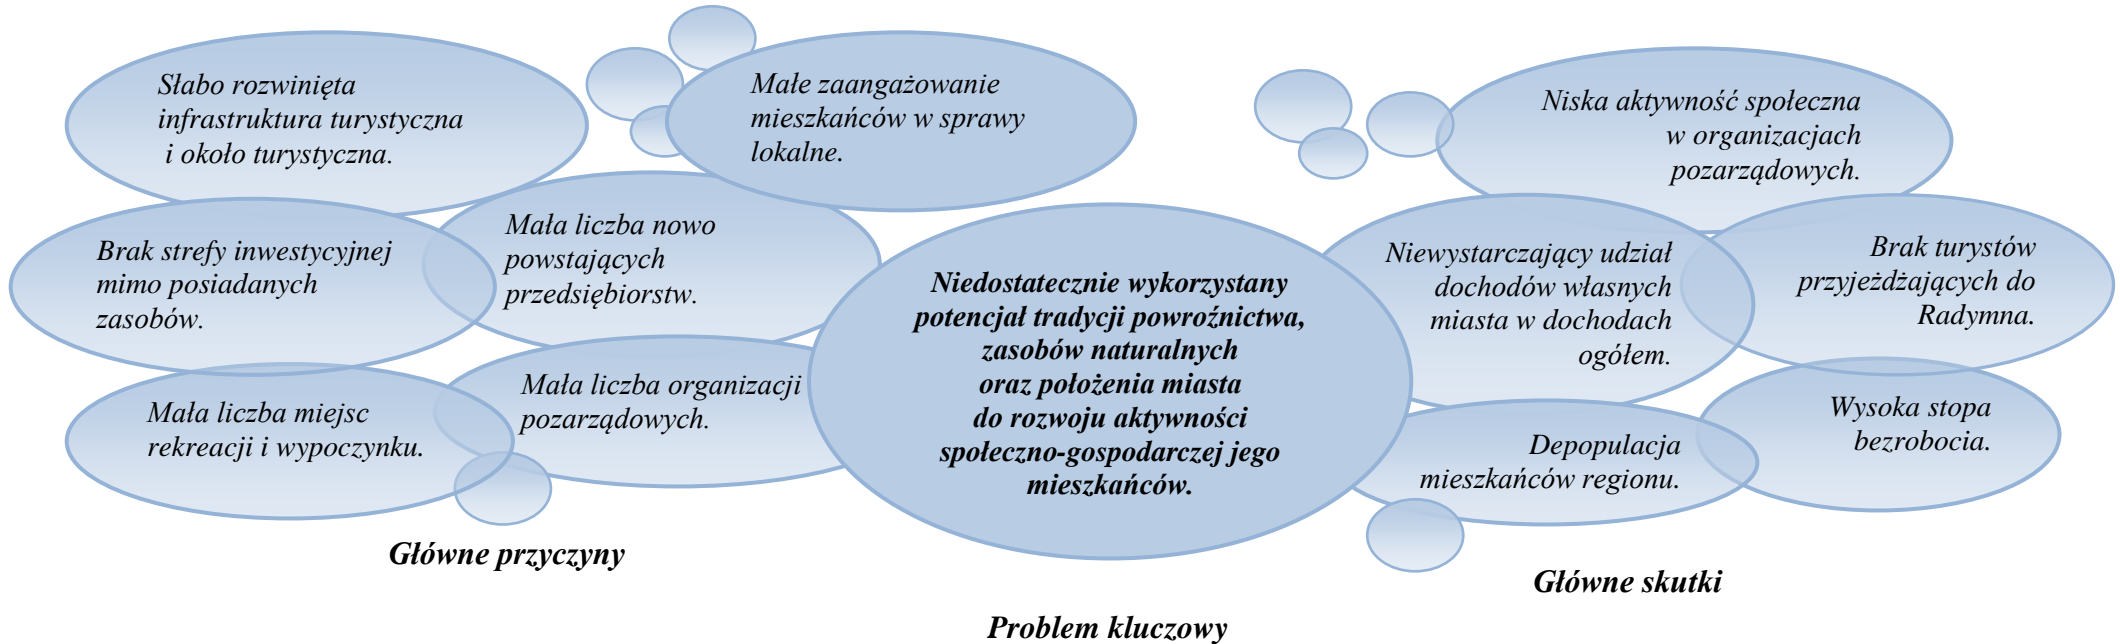 Słabo rozwinięta
infrastruktura turystyczna
i około turystyczna.
Małe zaangażowanie
mieszkańców w sprawy
lokalne.
Brak strefy inwestycyjnej
mimo posiadanych
zasobów.
Mała liczba nowo
powstających
przedsiębiorstw.
Mała liczba miejsc
rekreacji i wypoczynku.
Mała liczba organizacji
pozarządowych.
Główne przyczyny
Niedostatecznie wykorzystany
potencjał tradycji powroźnictwa,
zasobów naturalnych
oraz położenia miasta
do rozwoju aktywności
społeczno-gospodarczej jego
mieszkańców.
Problem kluczowy
Niska aktywność społeczna
w organizacjach
pozarządowych.
Niewystarczający udział
dochodów własnych
miasta w dochodach
ogółem.
Brak turystów
przyjeżdżających do
Radymna.
Depopulacja
mieszkańców regionu.
Wysoka stopa
bezrobocia.
Główne skutki